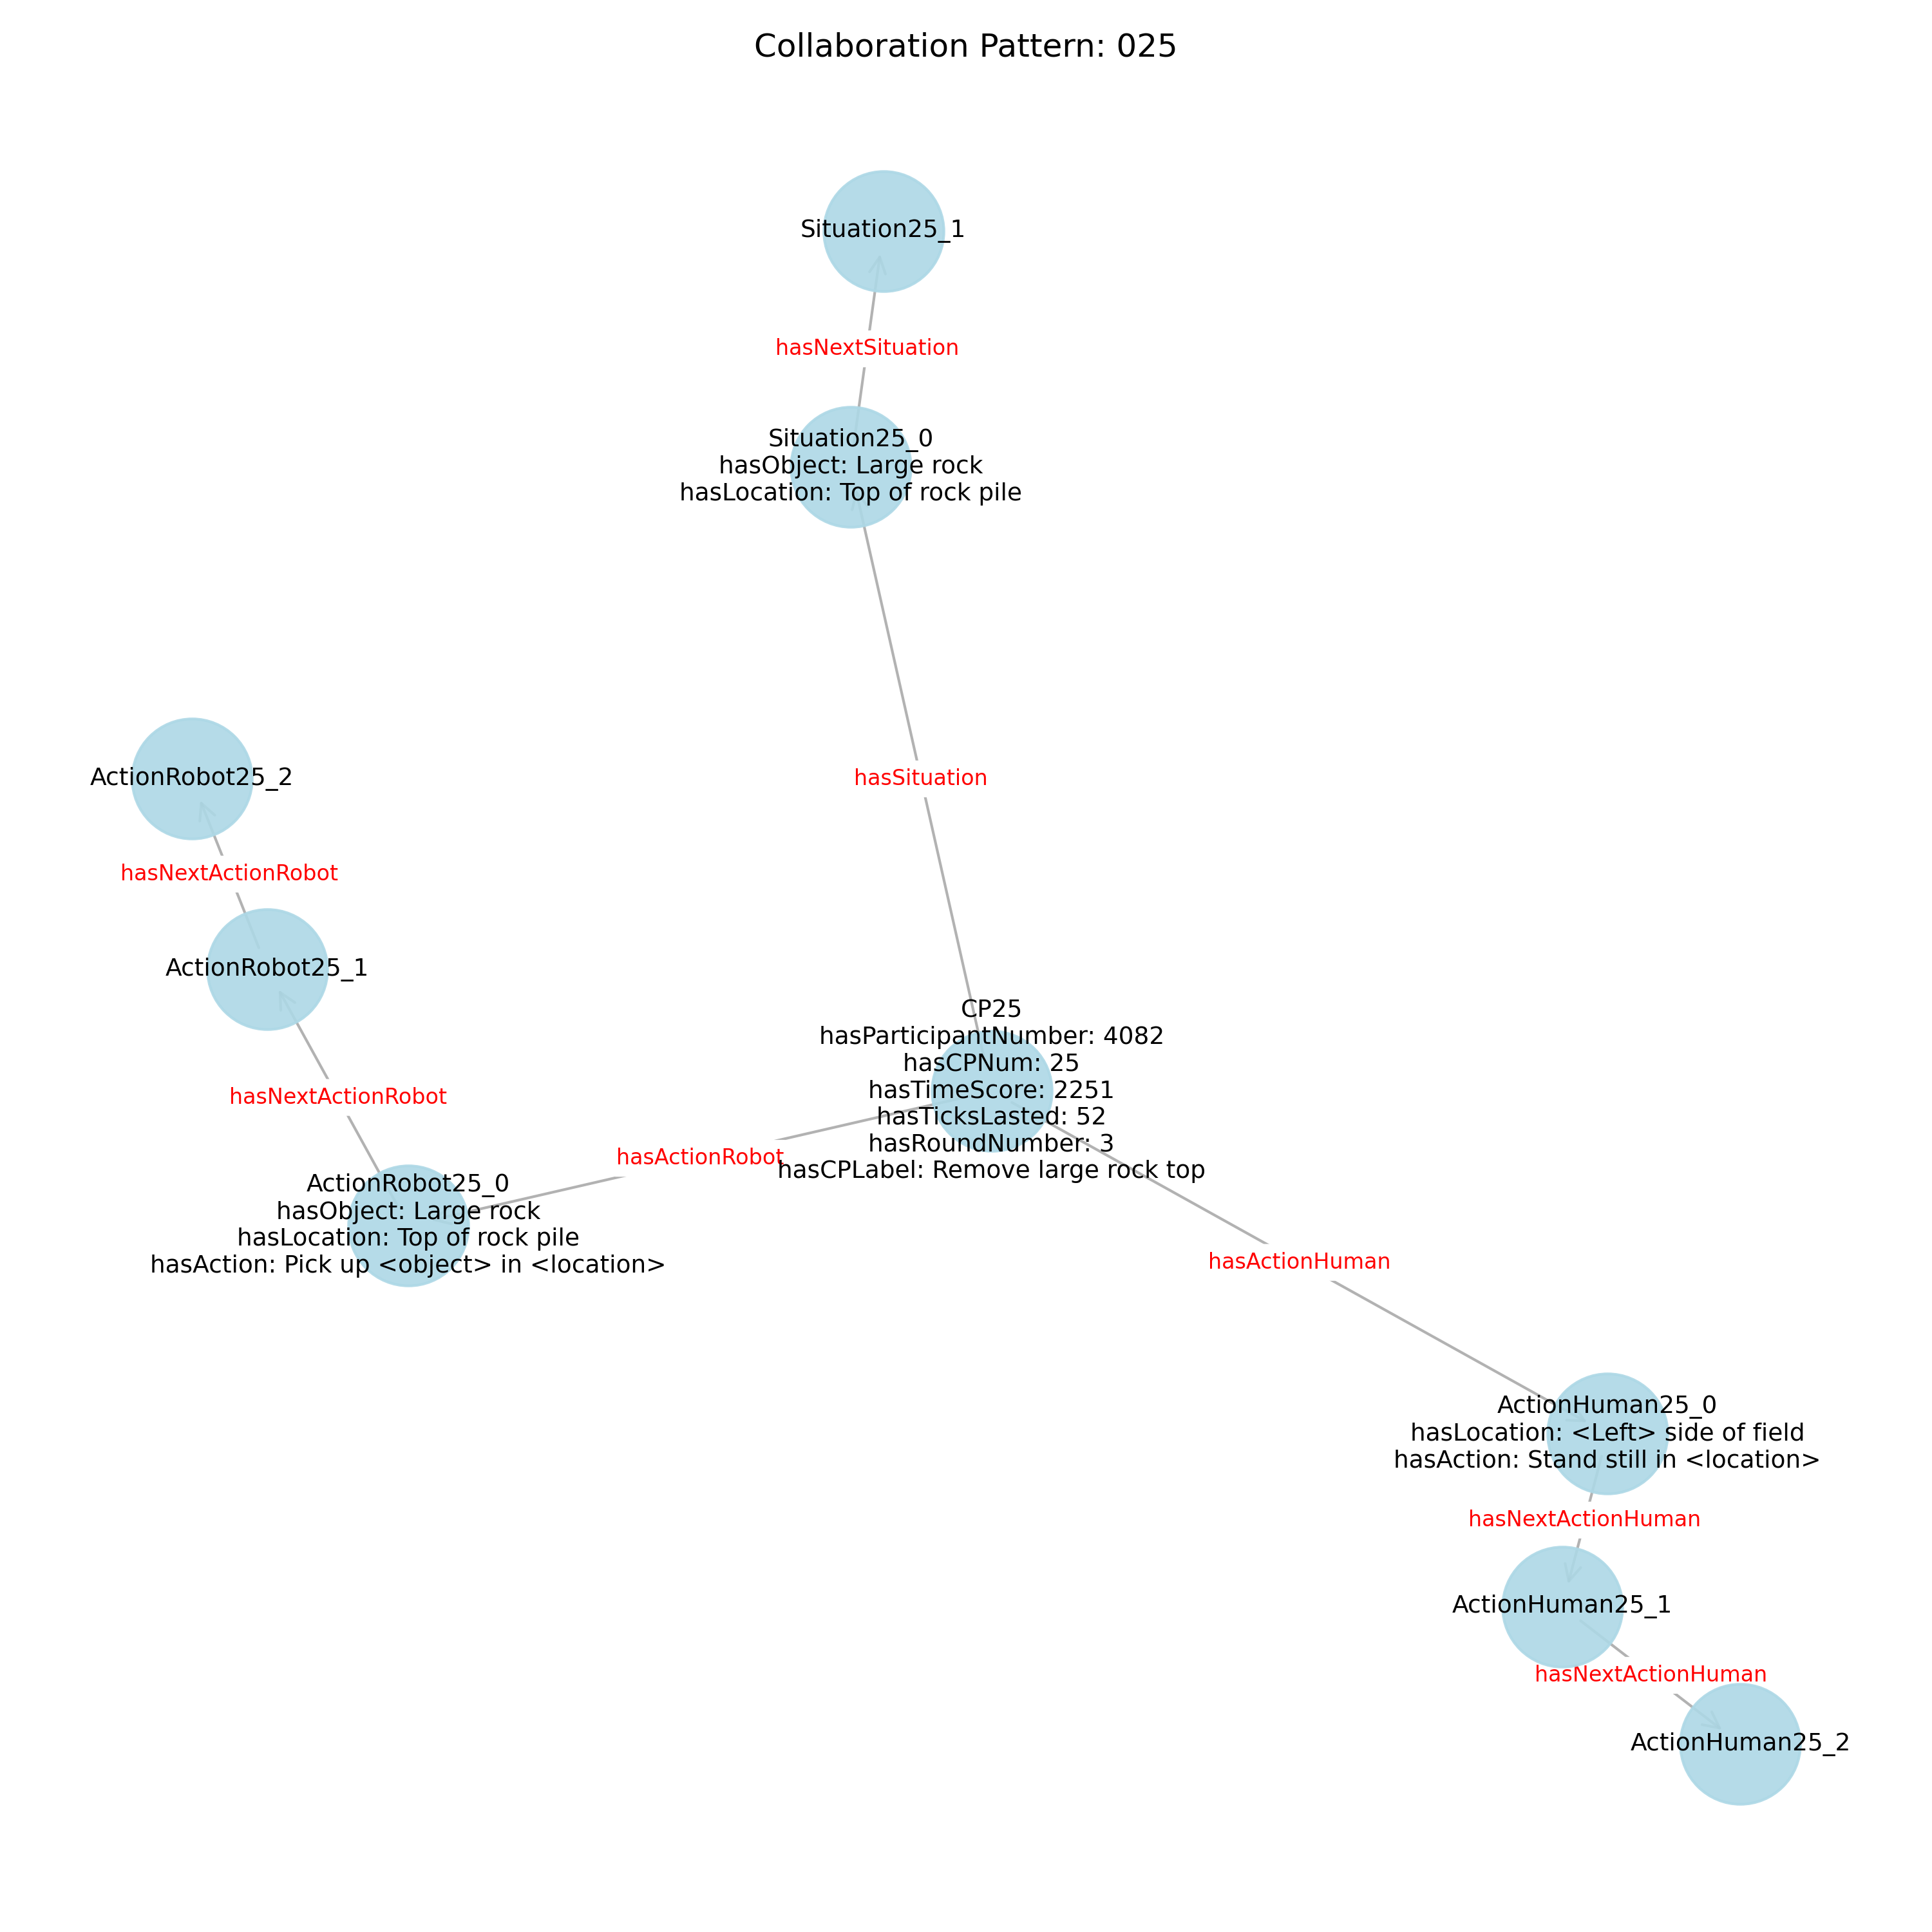 Collaboration Pattern: 025
Situation25_1
hasNextSituation
Situation25_0
hasObject: Large rock
hasLocation: Top of rock pile
hasSituation
ActionRobot25_2
hasNextActionRobot
ActionRobot25_1
hasNextActionRobot
CP25
hasParticipantNumber: 4082
hasCPNum: 25
hasTimeScore: 2251
hasTicksLasted: 52
hasRoundNumber: 3
hasCPLabel: Remove large rock top
hasActionRobot
ActionRobot25_0
hasObject: Large rock
hasLocation: Top of rock pile
hasAction: Pick up <object> in <location>
hasActionHuman
ActionHuman25_0
hasLocation: <Left> side of field
hasAction: Stand still in <location>
hasNextActionHuman
ActionHuman25_1
hasNextActionHuman
ActionHuman25_2